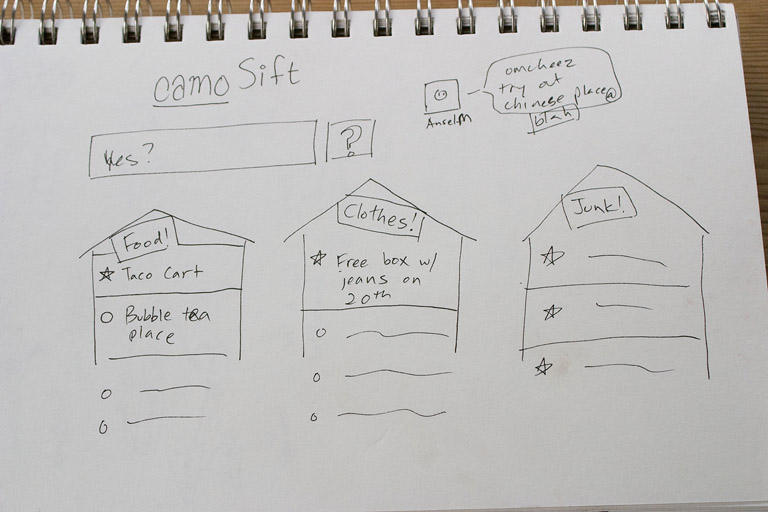 camo Sift
omcheez
try out
chinese place@
blah
AnselM
Yes?
?
Food!
Taco Cart
Bubble tea
place
Clothes!
Free box w/
jeans on
20th
Junk!